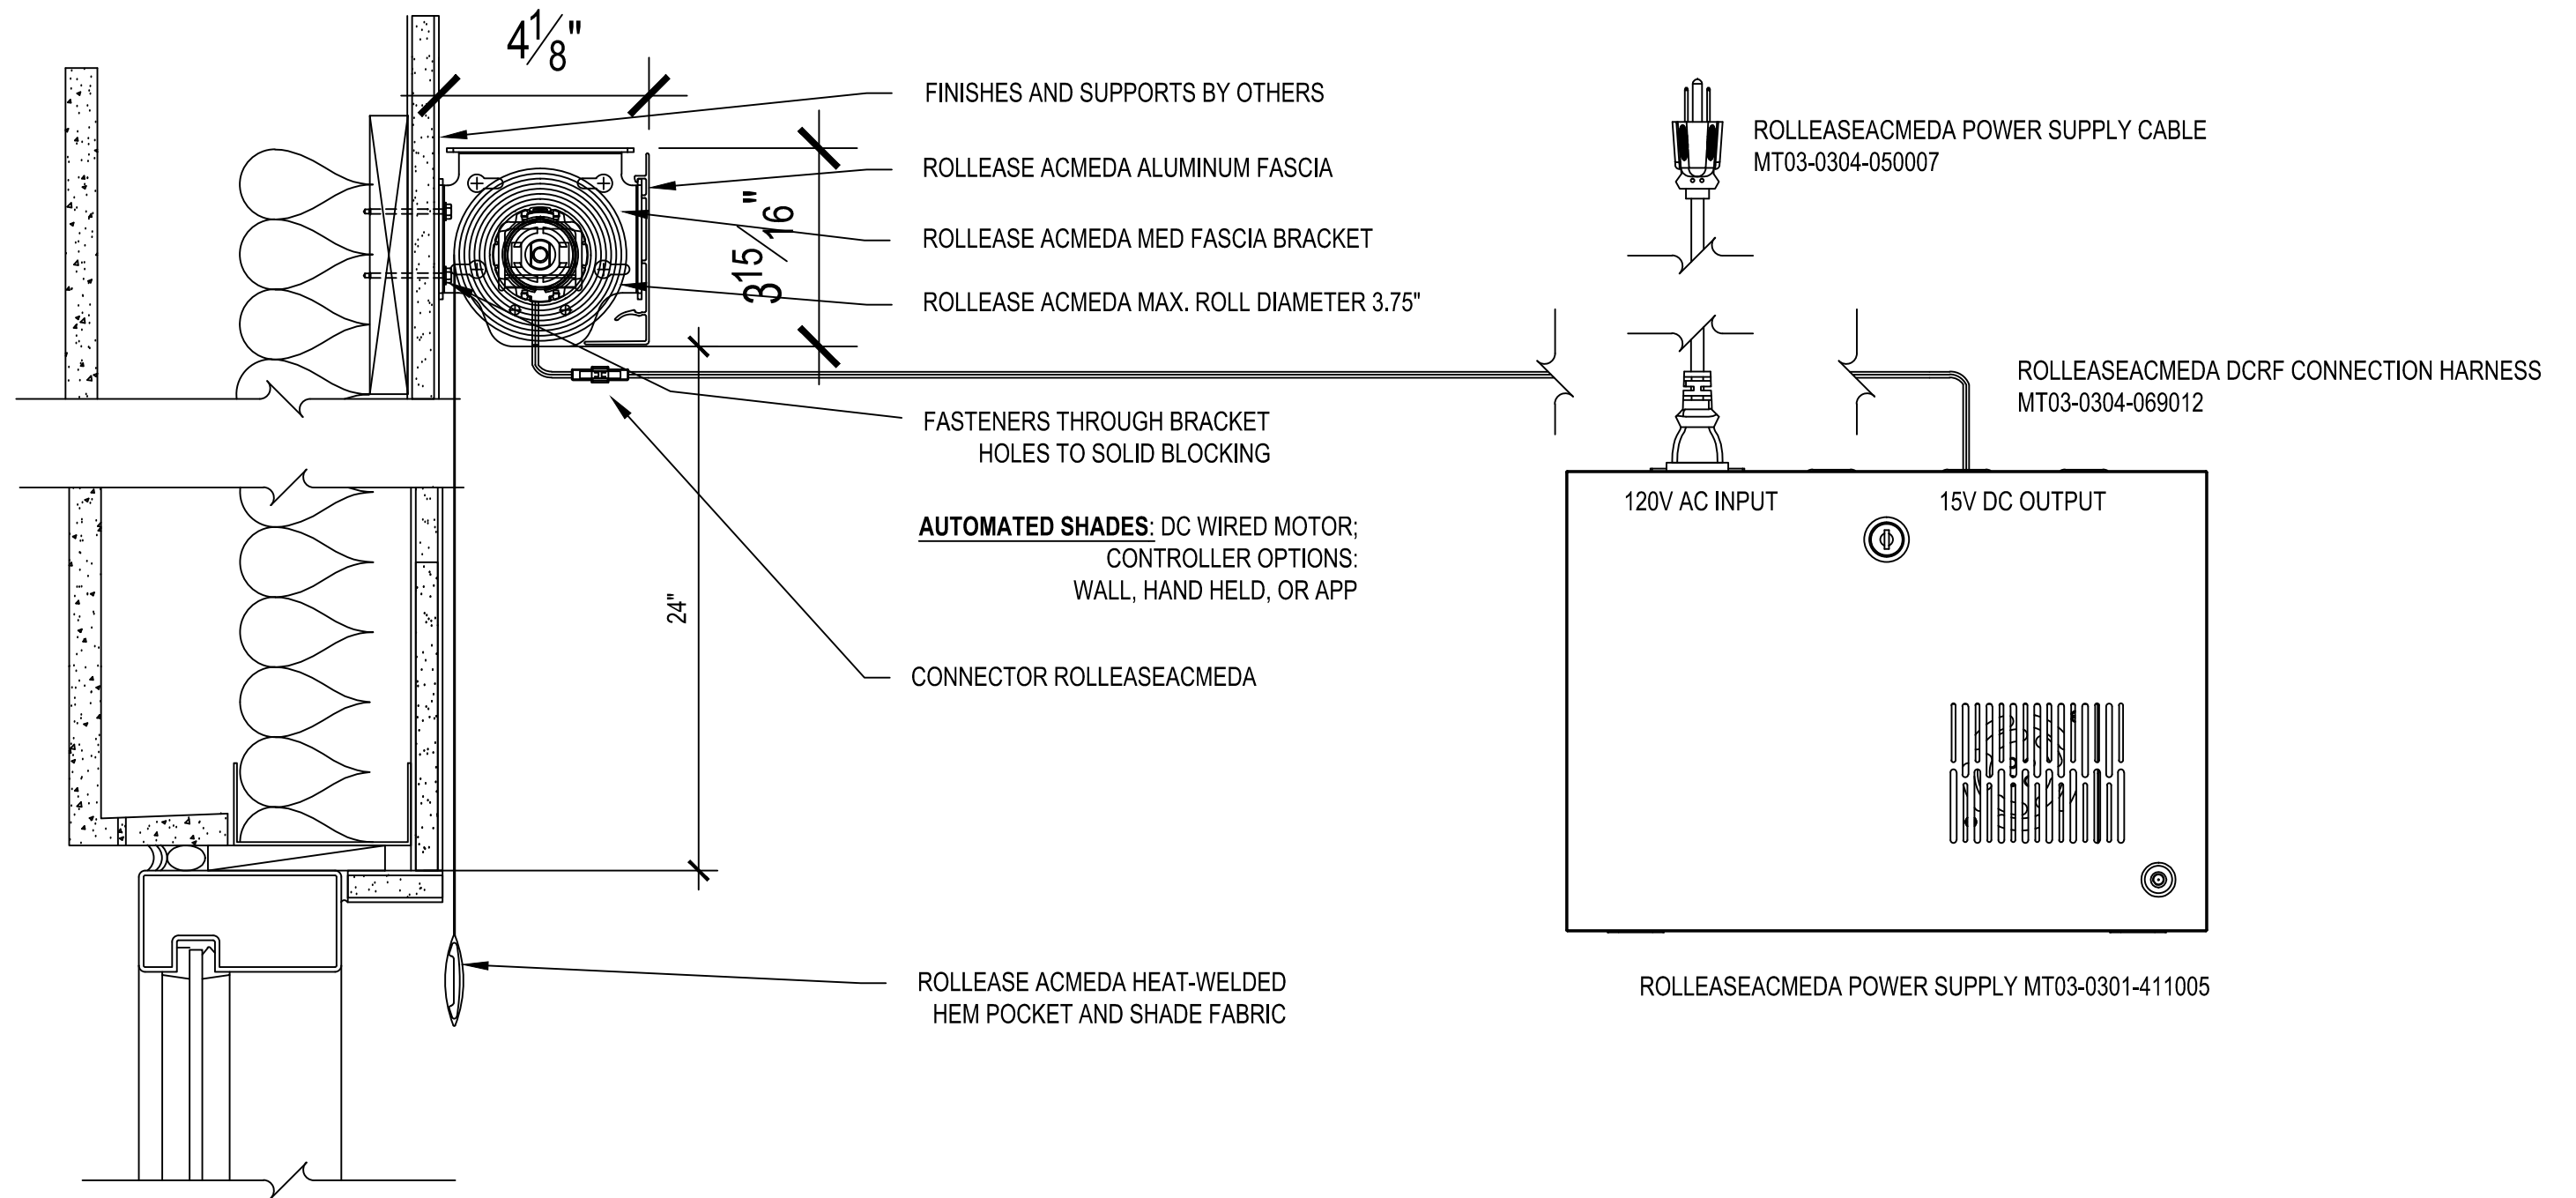 4 1/8"
FINISHES AND SUPPORTS BY OTHERS
ROLLEASE ACMEDA ALUMINUM FASCIA
3 15/16"
ROLLEASE ACMEDA MED FASCIA BRACKET
ROLLEASE ACMEDA MAX. ROLL DIAMETER 3.75"
FASTENERS THROUGH BRACKET
HOLES TO SOLID BLOCKING
AUTOMATED SHADES: DC WIRED MOTOR;
CONTROLLER OPTIONS:
WALL, HAND HELD, OR APP
24"
CONNECTOR ROLLEASEACMEDA
ROLLEASE ACMEDA HEAT-WELDED
HEM POCKET AND SHADE FABRIC
ROLLEASEACMEDA POWER SUPPLY CABLE
MT03-0304-050007
ROLLEASEACMEDA DCRF CONNECTION HARNESS
MT03-0304-069012
120V AC INPUT
15V DC OUTPUT
ROLLEASEACMEDA POWER SUPPLY MT03-0301-411005